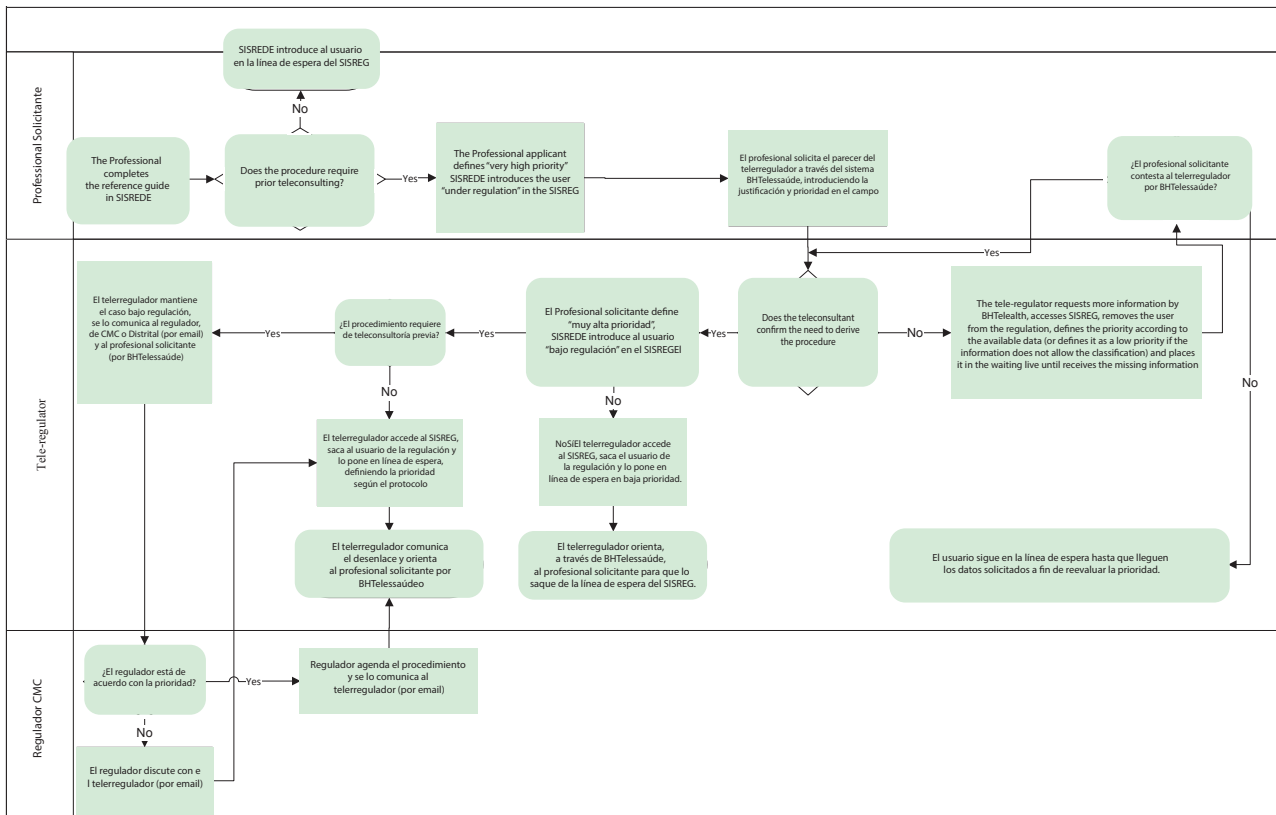 Professional Solicitante
SISREDE introduce al usuario
en la línea de espera del SISREG
No
The Professional
completes
the reference guide
in SISREDE
Does the procedure require
prior teleconsulting?
Yes
The Professional applicant
defines “very high priority”
SISREDE introduces the user
“under regulation” in the SISREG
El profesional solicita el parecer del
telerregulador a través del sistema
BHTelessaúde, introduciendo la
justificación y prioridad en el campo
¿El profesional solicitante
contesta al telerregulador
por BHTelessaúde?
Yes
No
Tele-regulator
El telerregulador mantiene
el caso bajo regulación,
se lo comunica al regulador,
de CMC o Distrital (por email)
y al profesional solicitante
(por BHTelessaúde)
Yes
¿El procedimiento requiere
de teleconsultoría previa?
Yes
El Profesional solicitante define
“muy alta prioridad”,
SISREDE introduce al usuario
“bajo regulación” en el SISREGEl
Yes
Does the teleconsultant
confirm the need to derive
the procedure
No
The tele-regulator requests more information by
BHTelealth, accesses SISREG, removes the user
from the regulation, defines the priority according to
the available data (or defines it as a low priority if the
information does not allow the classification) and places
it in the waiting live until receives the missing information
No
No
El telerregulador accede al SISREG,
saca al usuario de la regulación y
lo pone en línea de espera,
definiendo la prioridad
según el protocolo
NoSíEl telerregulador accede
al SISREG, saca el usuario de
la regulación y lo pone en
línea de espera en baja prioridad.
El telerregulador comunica
el desenlace y orienta
al profesional solicitante por
BHTelessaúdeo
El telerregulador orienta,
a través de BHTelessaúde,
al profesional solicitante para que lo
saque de la línea de espera del SISREG.
El usuario sigue en la línea de espera hasta que lleguen
los datos solicitados a fin de reevaluar la prioridad.
Regulador CMC
¿El regulador está de
acuerdo con la prioridad?
Yes
Regulador agenda el procedimiento
y se lo comunica al
telerregulador (por email)
No
El regulador discute con e
l telerregulador (por email)